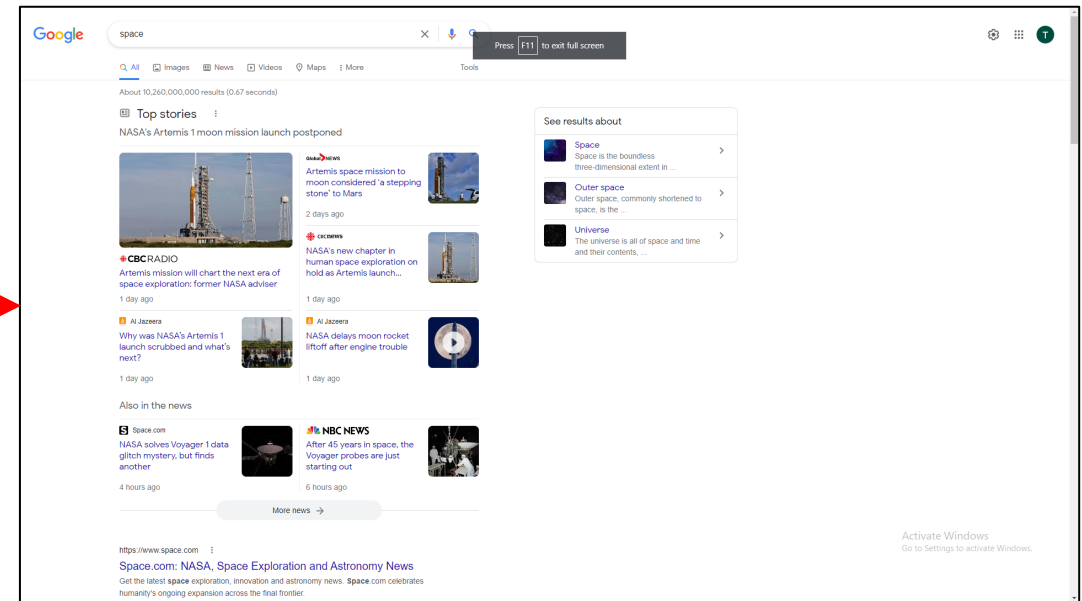 Google
space
Press F11 to exit full screen
T
All Images News Videos Maps More Tools
About 10,260,000,000 results (0.67 seconds)
Top stories
NASA's Artemis 1 moon mission launch postponed
CBC RADIO
Artemis mission will chart the next era of
space exploration: former NASA adviser
1 day ago
Global NEWS
Artemis space mission to
moon considered 'a stepping
stone' to Mars
2 days ago
CBC NEWS
NASA's new chapter in
human space exploration on
hold as Artemis launch...
1 day ago
Al Jazeera
Why was NASA's Artemis 1
launch scrubbed and what's
next?
1 day ago
Al Jazeera
NASA delays moon rocket
liftoff after engine trouble
1 day ago
Also in the news
Space.com
NASA solves Voyager 1 data
glitch mystery, but finds
another
4 hours ago
NBC NEWS
After 45 years in space, the
Voyager probes are just
starting out
6 hours ago
More news →
https://www.space.com
Space.com: NASA, Space Exploration and Astronomy News
Get the latest space exploration, innovation and astronomy news. Space.com celebrates
humanity's ongoing expansion across the final frontier.
See results about
Space
Space is the boundless
three-dimensional extent in ...
Outer space
Outer space, commonly shortened to
space, is the ...
Universe
The universe is all of space and time
and their contents, ...
Activate Windows
Go to Settings to activate Windows.